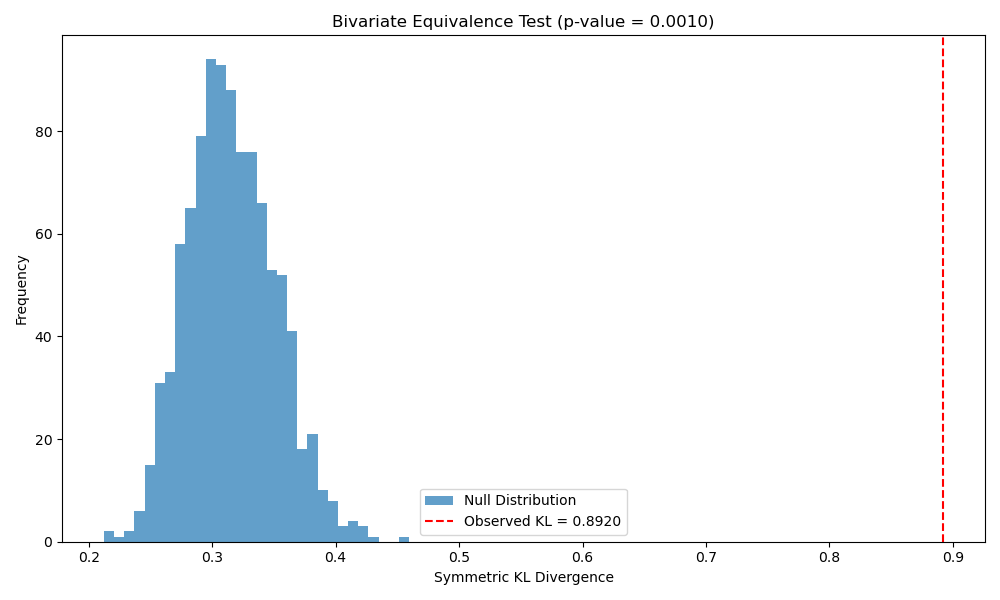 Bivariate Equivalence Test (p-value = 0.0010)
Frequency
80
60
40
20
0
0.2 0.3 0.4 0.5 0.6 0.7 0.8 0.9
Symmetric KL Divergence
Null Distribution
Observed KL = 0.8920